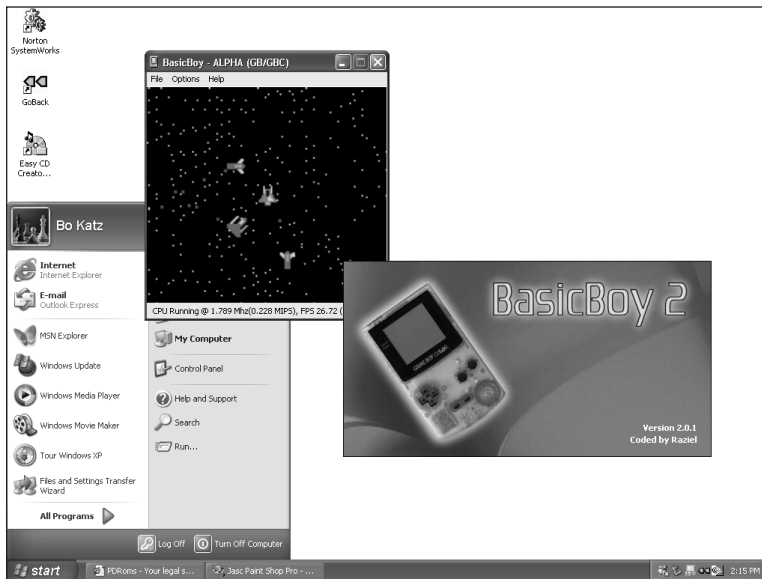 Norton
SystemWorks
GoBack
Easy CD
Creato...
BasicBoy - ALPHA (GB/GBC)
File Options Help
CPU Running @ 1.789 Mhz(0.228 MIPS), FPS 26.72 (
Bo Katz
Internet
Internet Explorer
E-mail
Outlook Express
MSN Explorer
Windows Update
Windows Media Player
Windows Movie Maker
Tour Windows XP
Files and Settings Transfer
Wizard
All Programs
My Computer
Control Panel
Help and Support
Search
Run...
Log Off Turn Off Computer
BasicBoy 2
GAME BOY COLOR
Version 2.0.1
Coded by Raziel
start PDRoms - Your legal s... Jasc Paint Shop Pro - ... 2:15 PM